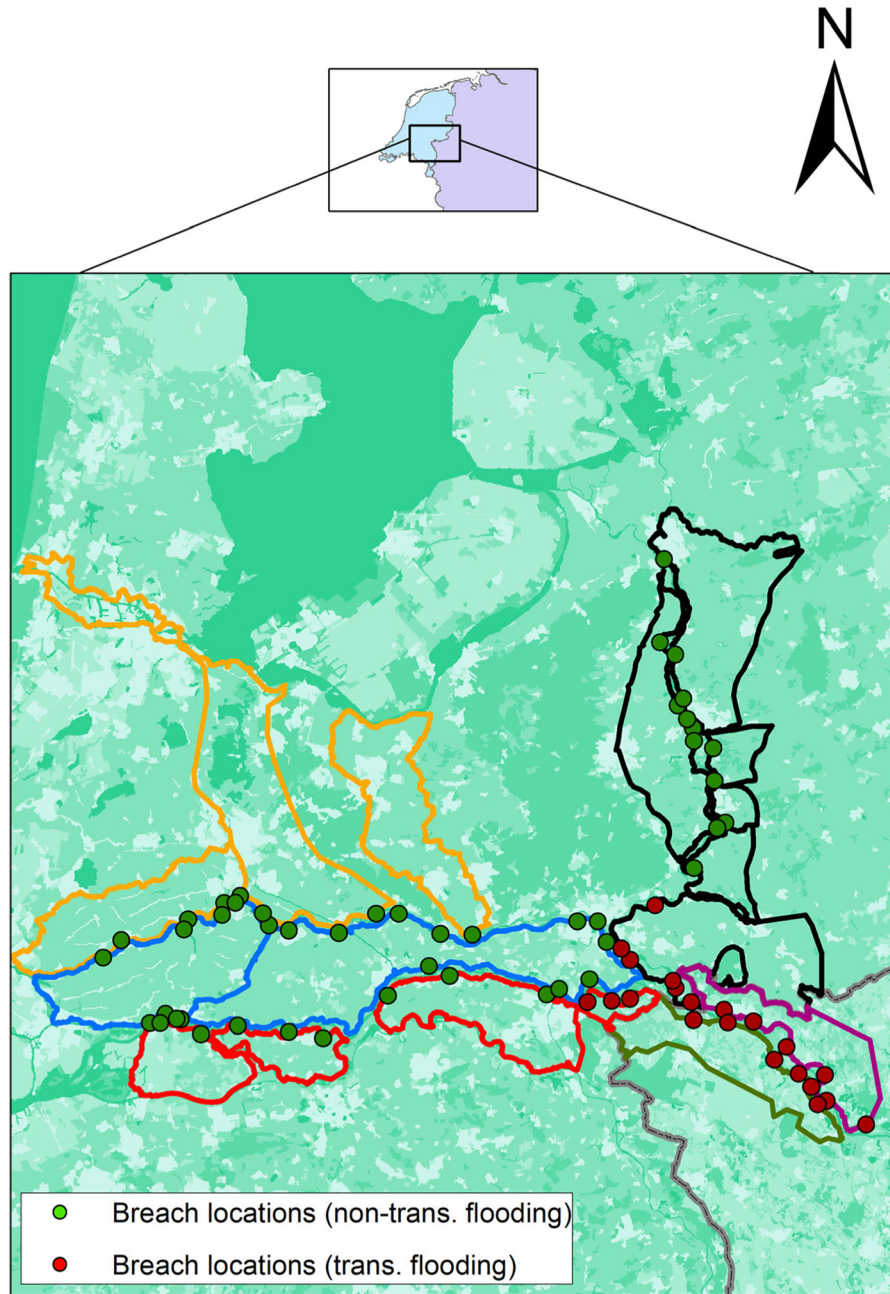 N
Breach locations (non-trans. flooding)
Breach locations (trans. flooding)